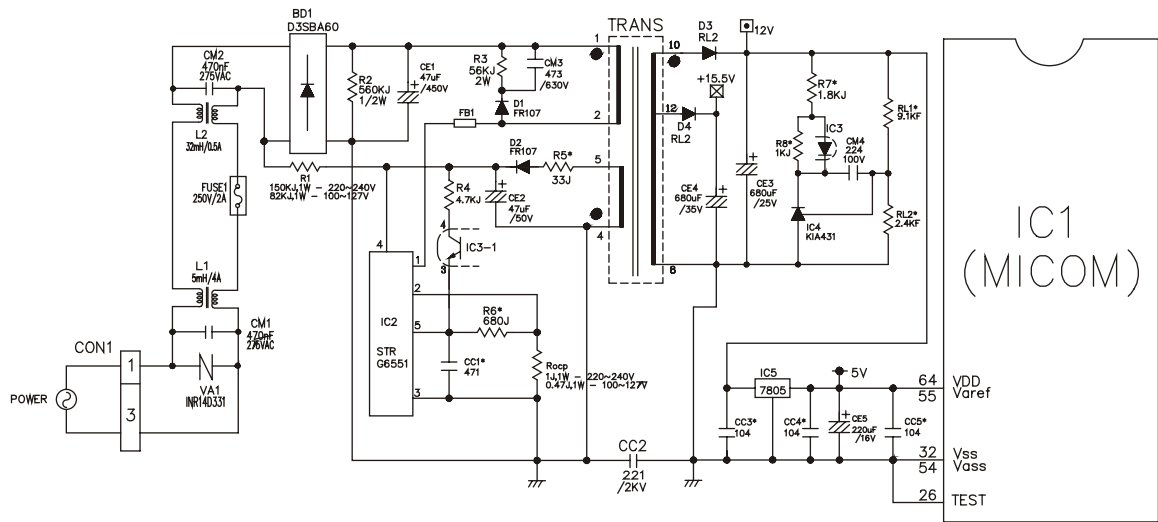 BD1
D3SBA60
TRANS
D3
RL2
12V
CM2
470nF
275VAC
1
10
R2
560KJ
1/2W
CE1
47uF
/450V
R3
56KJ
2W
CM3
473
/630V
+15.5V
R7*
1.8KJ
RL1*
9.1KF
D1
FR107
FB1
2
12
D4
RL2
R8*
1KJ
IC3
CM4
224
100V
L2
32mH/0.5A
D2
FR107
R5*
33J
5
R1
150KJ,1W - 220~240V
82KJ,1W - 100~127V
R4
4.7KJ
CE2
47uF
/50V
CE4
680uF
/35V
CE3
680uF
/25V
FUSE1
250V/2A
IC4
KIA431
RL2*
2.4KF
4
4
4
IC3-1
3
8
1
2
5
3
IC2
STR
G6551
L1
5mH/4A
R6*
680J
CM1
470nF
275VAC
CC1*
471
Rocp
1J,1W - 220~240V
0.47J,1W - 100~127V
CON1
1
3
VA1
INR14D331
POWER
IC1
(MICOM)
IC5
7805
5V
64
55
VDD
Varef
CC3*
104
CC4*
104
CE5
220uF
/16V
CC5*
104
CC2
221
/2KV
32
54
Vss
Vass
26
TEST